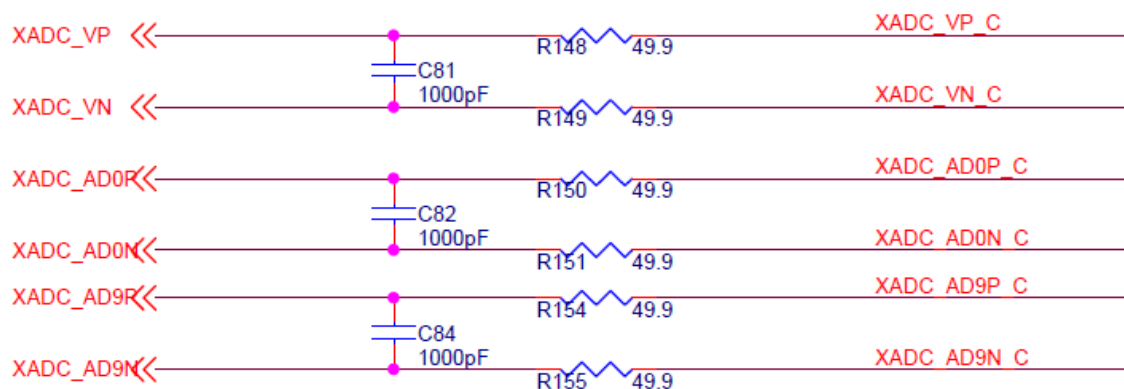 XADC_VP
R148
49.9
XADC_VP_C
C81
1000pF
XADC_VN
R149
49.9
XADC_VN_C
XADC_AD0P
R150
49.9
XADC_AD0P_C
C82
1000pF
XADC_AD0N
R151
49.9
XADC_AD0N_C
XADC_AD9P
R154
49.9
XADC_AD9P_C
C84
1000pF
XADC_AD9N
R155
49.9
XADC_AD9N_C